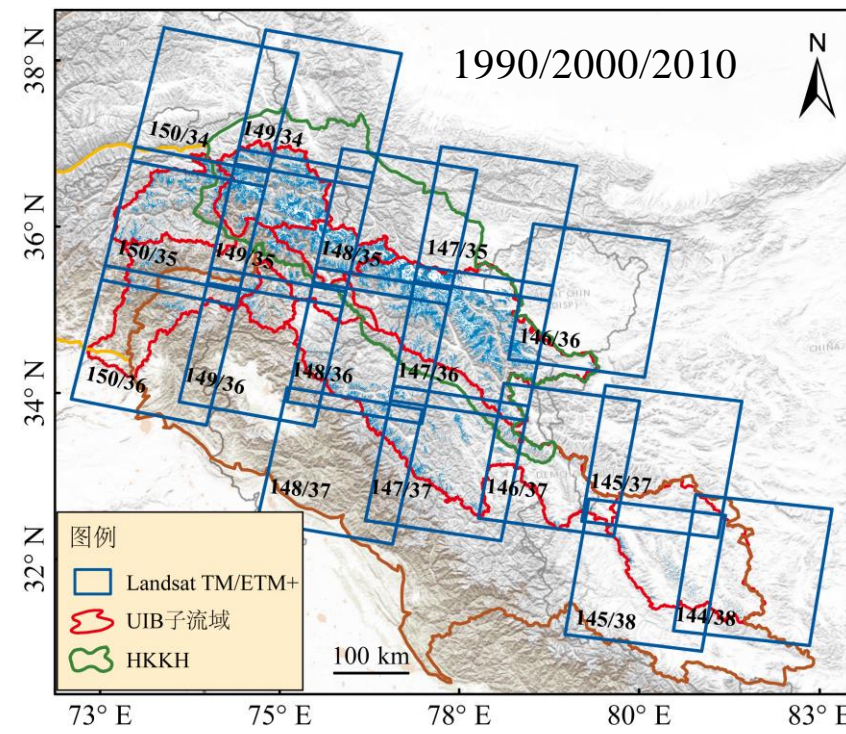 1990/2000/2010
N
38° N
36° N
34° N
32° N
150/34
149/34
150/35
149/35
148/35
147/35
146/36
150/36
149/36
148/36
147/36
148/37
147/37
146/37
145/37
145/38
144/38
CHINA
图例
Landsat TM/ETM+
UIB子流域
HKKH
100 km
73° E
75° E
78° E
80° E
83° E